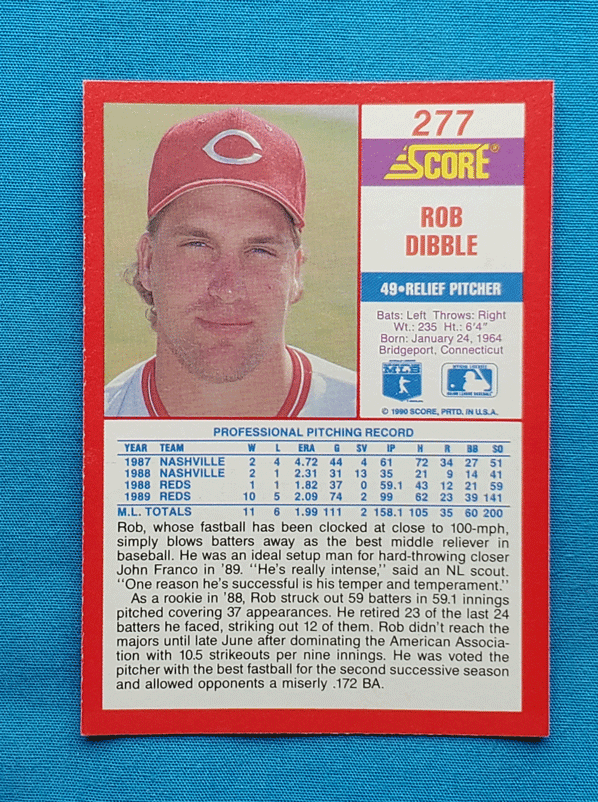 277
SCORE®
ROB
DIBBLE
49•RELIEF PITCHER
Bats: Left Throws: Right
Wt.: 235 Ht.: 6'4"
Born: January 24, 1964
Bridgeport, Connecticut
© 1990 SCORE, PRTD. IN U.S.A.
PROFESSIONAL PITCHING RECORD
YEAR TEAM W L ERA G SV IP H R BB SO
1987 NASHVILLE 2 4 4.72 44 4 61 72 34 27 51
1988 NASHVILLE 2 1 2.31 31 13 35 21 9 14 41
1988 REDS 1 1 1.82 37 0 59.1 43 12 21 59
1989 REDS 10 5 2.09 74 2 99 62 23 39 141
M.L. TOTALS 11 6 1.99 111 2 158.1 105 35 60 200
Rob, whose fastball has been clocked at close to 100-mph,
simply blows batters away as the best middle reliever in
baseball. He was an ideal setup man for hard-throwing closer
John Franco in '89. "He's really intense," said an NL scout.
"One reason he's successful is his temper and temperament."
As a rookie in '88, Rob struck out 59 batters in 59.1 innings
pitched covering 37 appearances. He retired 23 of the last 24
batters he faced, striking out 12 of them. Rob didn't reach the
majors until late June after dominating the American Associa-
tion with 10.5 strikeouts per nine innings. He was voted the
pitcher with the best fastball for the second successive season
and allowed opponents a miserly .172 BA.